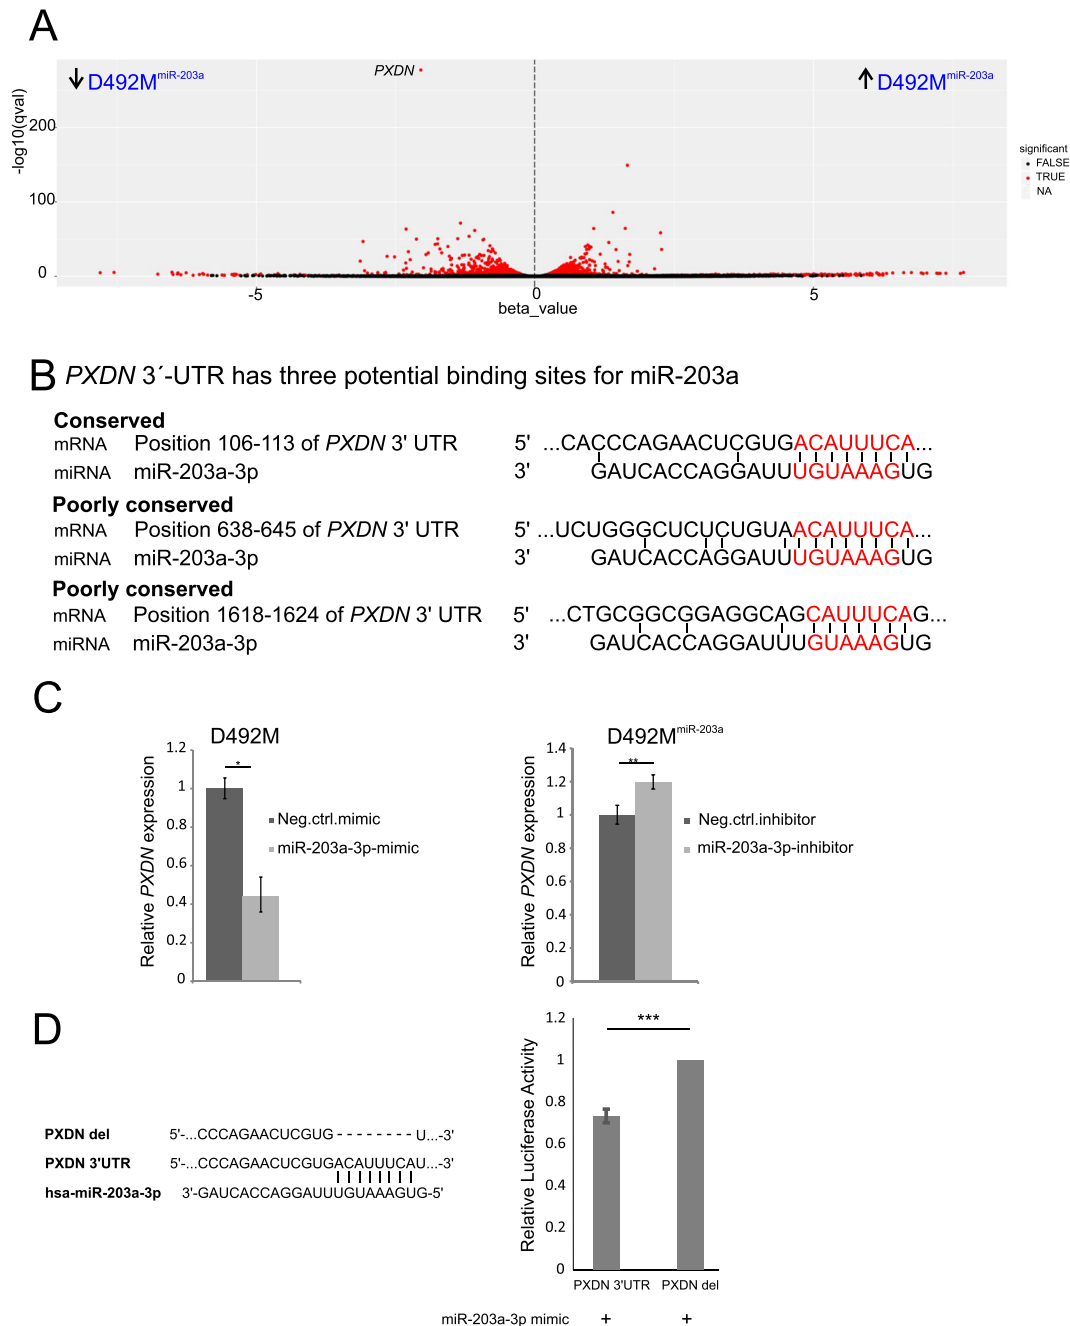 A
PXDN
↓ D492M miR-203a
↑ D492M miR-203a
-log10(qval)
200
100
0
-5
0
5
beta_value
significant
FALSE
TRUE
NA
B PXDN 3´-UTR has three potential binding sites for miR-203a
Conserved
mRNA Position 106-113 of PXDN 3' UTR 5' ...CACCCAGAACUCGUGACAUUUCA...
miRNA miR-203a-3p 3' GAUCACCAGGAUUUGUAAAGUG
Poorly conserved
mRNA Position 638-645 of PXDN 3' UTR 5' ...UCUGGGCUCUCUGUAACAUUUCA...
miRNA miR-203a-3p 3' GAUCACCAGGAUUUGUAAAGUG
Poorly conserved
mRNA Position 1618-1624 of PXDN 3' UTR 5' ...CTGCGGCGGAGGCAGCAUUUCAG...
miRNA miR-203a-3p 3' GAUCACCAGGAUUUGUAAAGUG
C
D492M
Relative PXDN expression
1.2
1
0.8
0.6
0.4
0.2
0
*
Neg.ctrl.mimic
miR-203a-3p-mimic
D492M miR-203a
Relative PXDN expression
1.4
1.2
1
0.8
0.6
0.4
0.2
0
**
Neg.ctrl.inhibitor
miR-203a-3p-inhibitor
D
PXDN del 5'-...CCCAGAACUCGUG--------U...-3'
PXDN 3'UTR 5'-...CCCAGAACUCGUGACAUUUCAU...-3'
hsa-miR-203a-3p 3'-GAUCACCAGGAUUUGUAAAGUG-5'
Relative Luciferase Activity
1.2
1
0.8
0.6
0.4
0.2
0
***
PXDN 3'UTR PXDN del
miR-203a-3p mimic + +